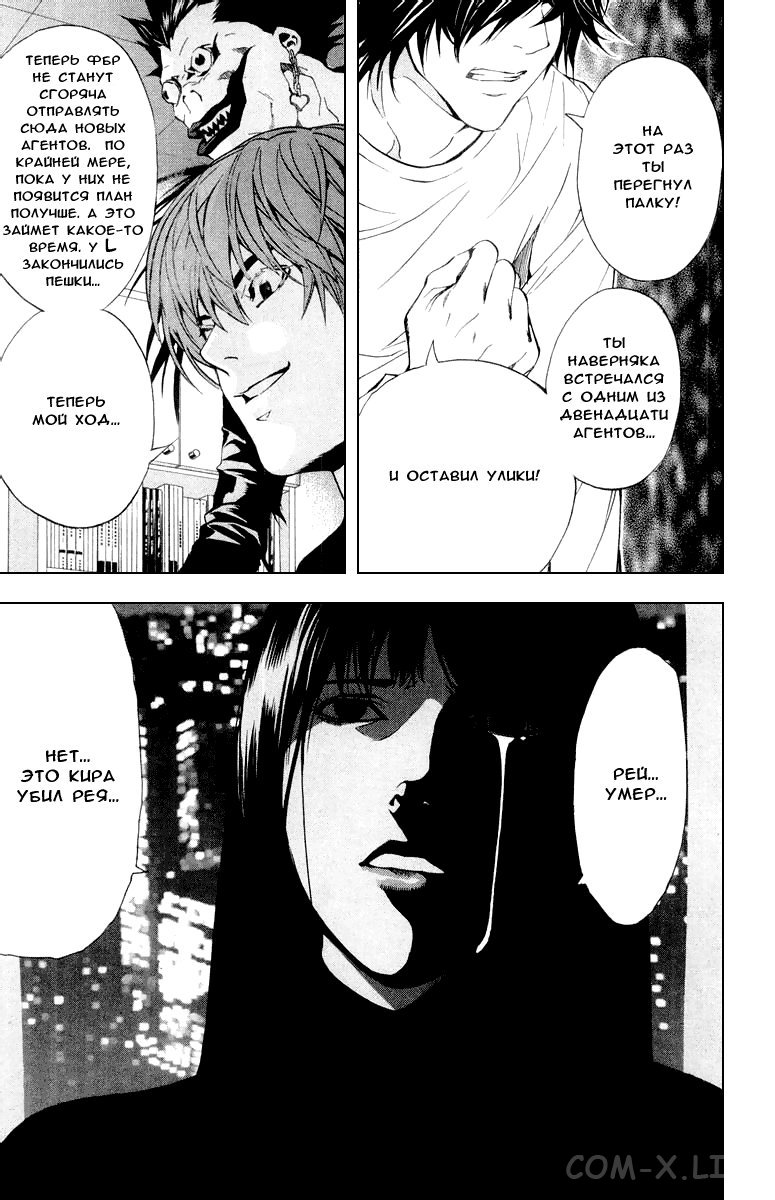 НА
ЭТОТ РАЗ
ТЫ
ПЕРЕГНУЛ
ПАЛКУ!
ТЫ
НАВЕРНЯКА
ВСТРЕЧАЛСЯ
С ОДНИМ ИЗ
ДВЕНАДЦАТИ
АГЕНТОВ...
И ОСТАВИЛ УЛИКИ!
ТЕПЕРЬ ФБР
НЕ СТАНУТ
СГОРЯЧА
ОТПРАВЛЯТЬ
СЮДА НОВЫХ
АГЕНТОВ. ПО
КРАЙНЕЙ МЕРЕ,
ПОКА У НИХ НЕ
ПОЯВИТСЯ ПЛАН
ПОЛУЧШЕ. А ЭТО
ЗАЙМЕТ КАКОЕ-ТО
ВРЕМЯ. У L
ЗАКОНЧИЛИСЬ
ПЕШКИ...
ТЕПЕРЬ
МОЙ ХОД...
РЕЙ...
УМЕР...
НЕТ...
ЭТО КИРА
УБИЛ РЕЯ...
COM-X.LI